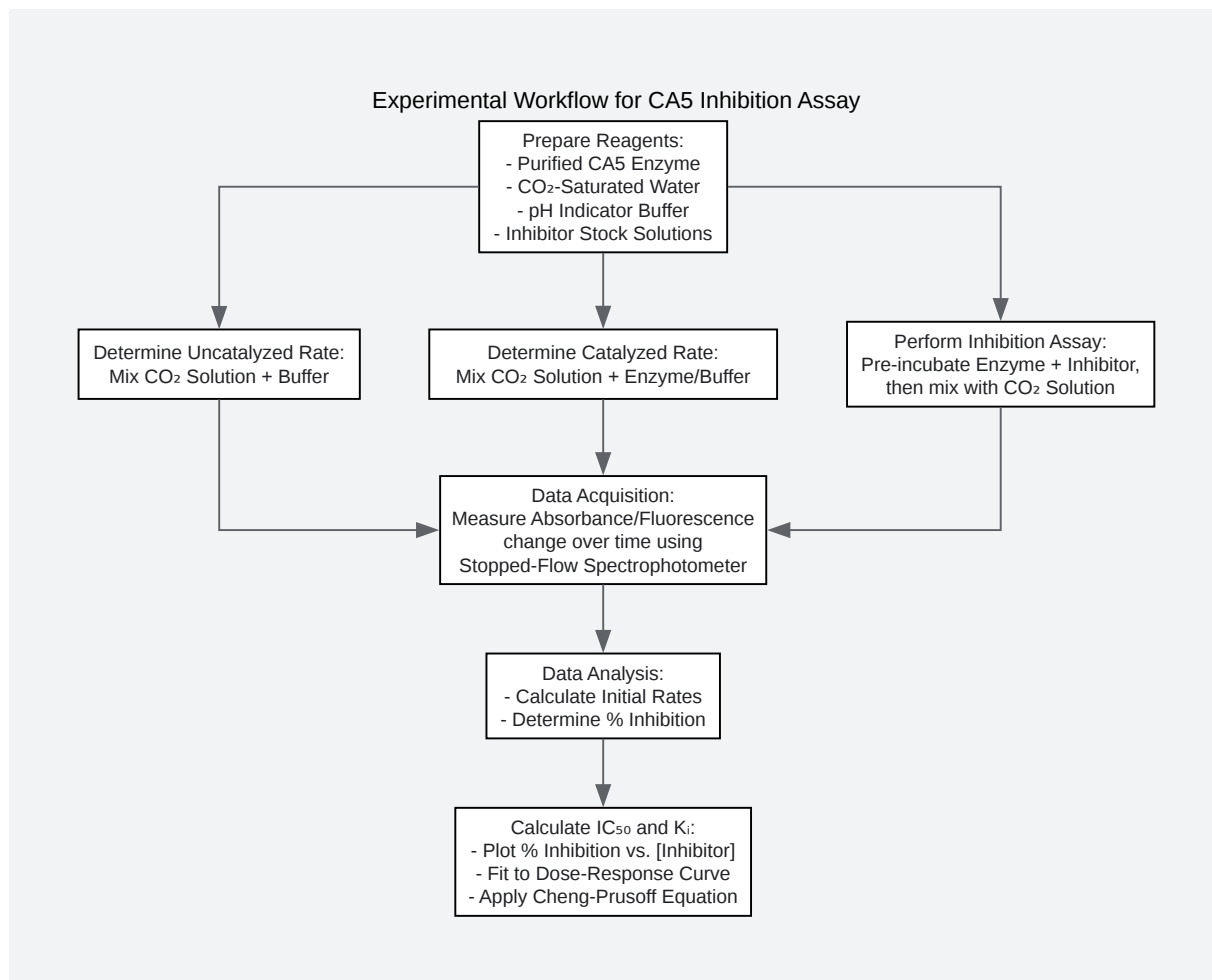 Experimental Workflow for CA5 Inhibition Assay
Prepare Reagents:
- Purified CA5 Enzyme
- CO₂-Saturated Water
- pH Indicator Buffer
- Inhibitor Stock Solutions
Determine Uncatalyzed Rate:
Mix CO₂ Solution + Buffer
Determine Catalyzed Rate:
Mix CO₂ Solution + Enzyme/Buffer
Perform Inhibition Assay:
Pre-incubate Enzyme + Inhibitor,
then mix with CO₂ Solution
Data Acquisition:
Measure Absorbance/Fluorescence
change over time using
Stopped-Flow Spectrophotometer
Data Analysis:
- Calculate Initial Rates
- Determine % Inhibition
Calculate IC₅₀ and Kᵢ:
- Plot % Inhibition vs. [Inhibitor]
- Fit to Dose-Response Curve
- Apply Cheng-Prusoff Equation